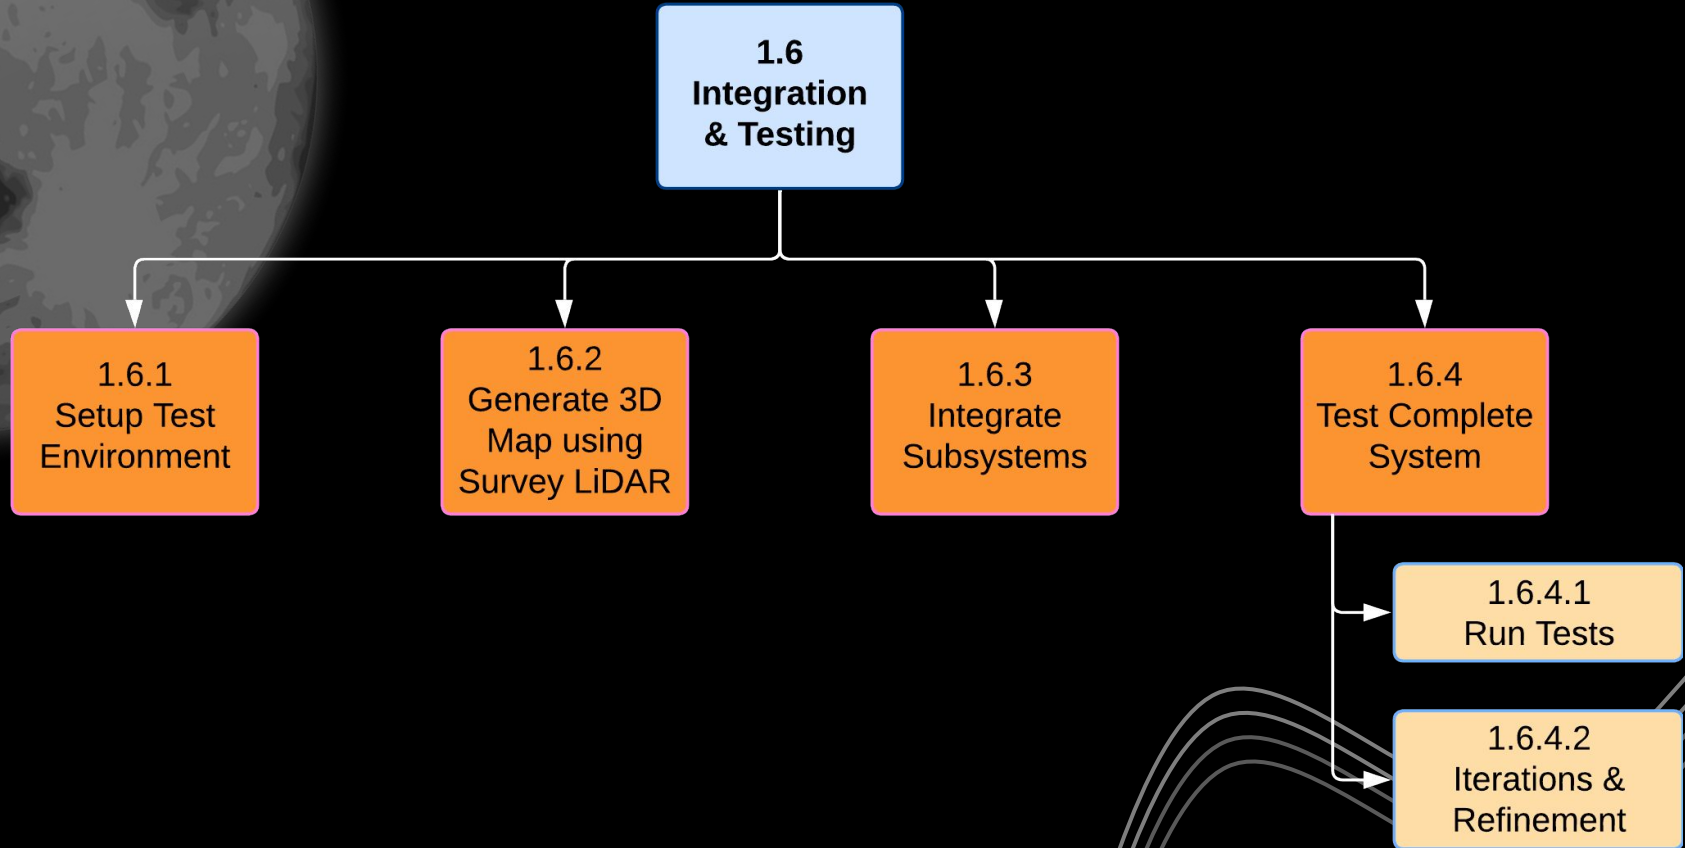 1.6
Integration
& Testing
1.6.1
Setup Test
Environment
1.6.2
Generate 3D
Map using
Survey LiDAR
1.6.3
Integrate
Subsystems
1.6.4
Test Complete
System
1.6.4.1
Run Tests
1.6.4.2
Iterations &
Refinement